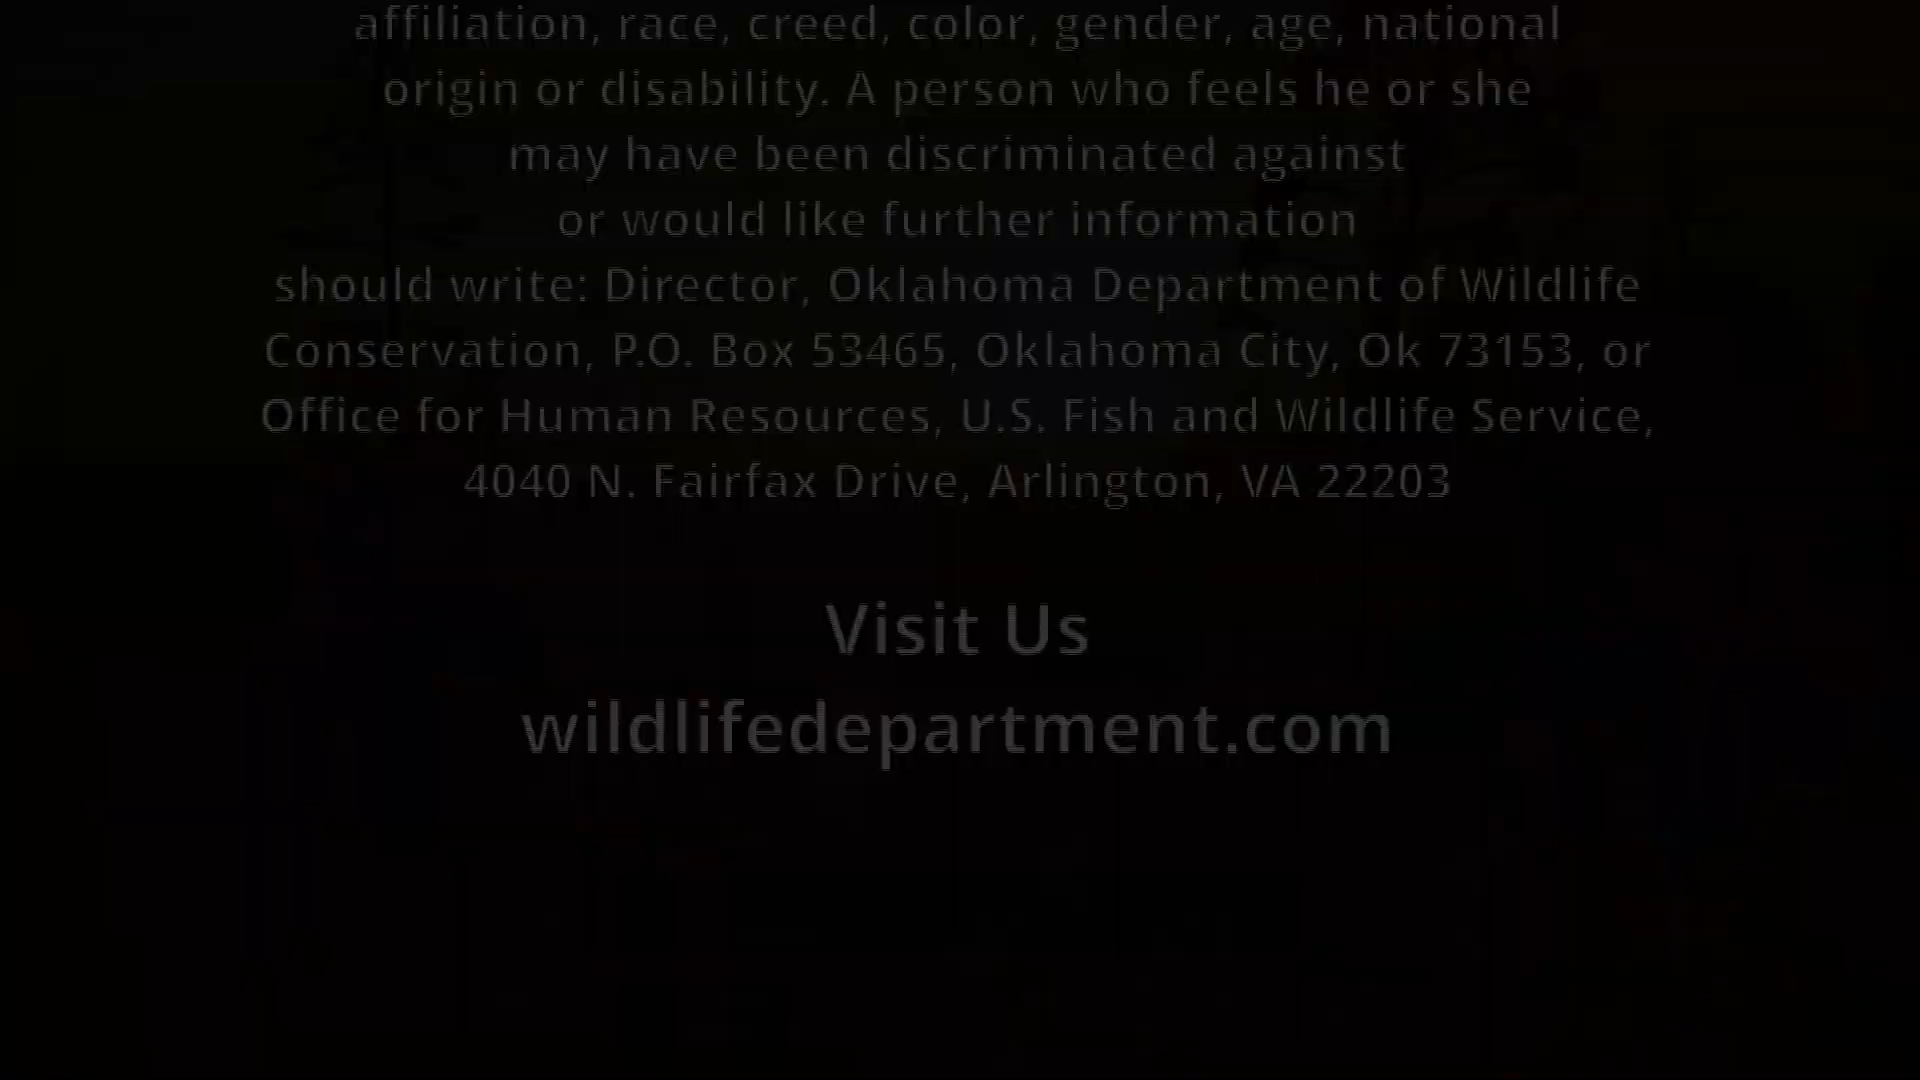 affiliation, race, creed, color, gender, age, national
origin or disability. A person who feels he or she
may have been discriminated against
or would like further information
should write: Director, Oklahoma Department of Wildlife
Conservation, P.O. Box 53465, Oklahoma City, Ok 73153, or
Office for Human Resources, U.S. Fish and Wildlife Service,
4040 N. Fairfax Drive, Arlington, VA 22203
Visit Us
wildlifedepartment.com